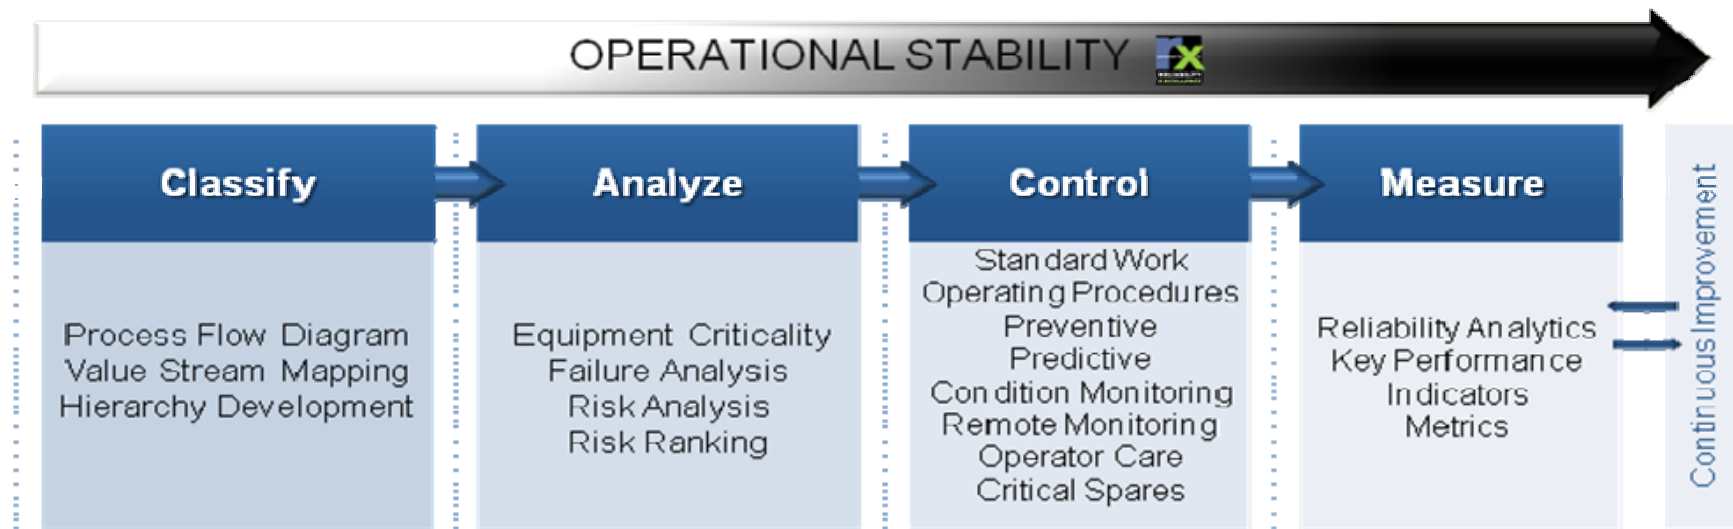 OPERATIONAL STABILITY
rx
Classify
Process Flow Diagram
Value Stream Mapping
Hierarchy Development
Analyze
Equipment Criticality
Failure Analysis
Risk Analysis
Risk Ranking
Control
Standard Work
Operating Procedures
Preventive
Predictive
Condition Monitoring
Remote Monitoring
Operator Care
Critical Spares
Measure
Reliability Analytics
Key Performance
Indicators
Metrics
Continuous Improvement